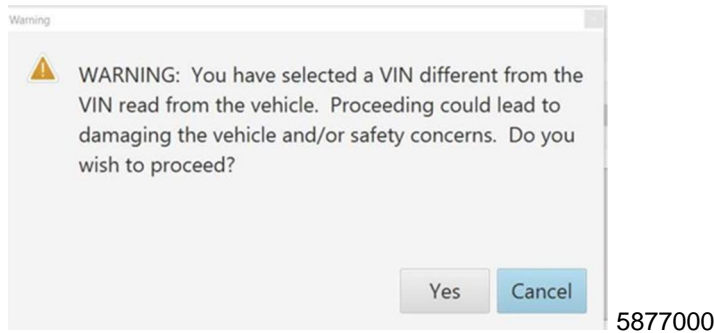 Warning
WARNING:  You have selected a VIN different from the
VIN read from the vehicle.  Proceeding could lead to
damaging the vehicle and/or safety concerns.  Do you
wish to proceed?
Yes
Cancel
5877000